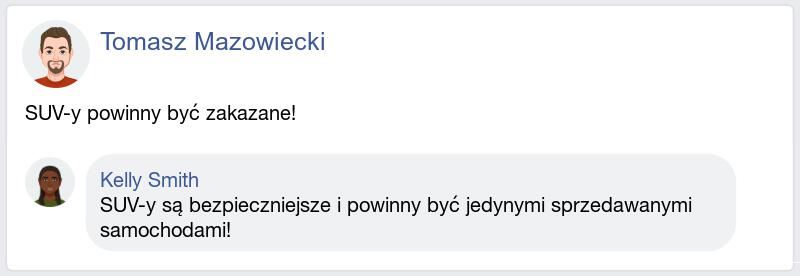 Tomasz Mazowiecki
SUV-y powinny być zakazane!
Kelly Smith
SUV-y są bezpieczniejsze i powinny być jedynymi sprzedawanymi
samochodami!